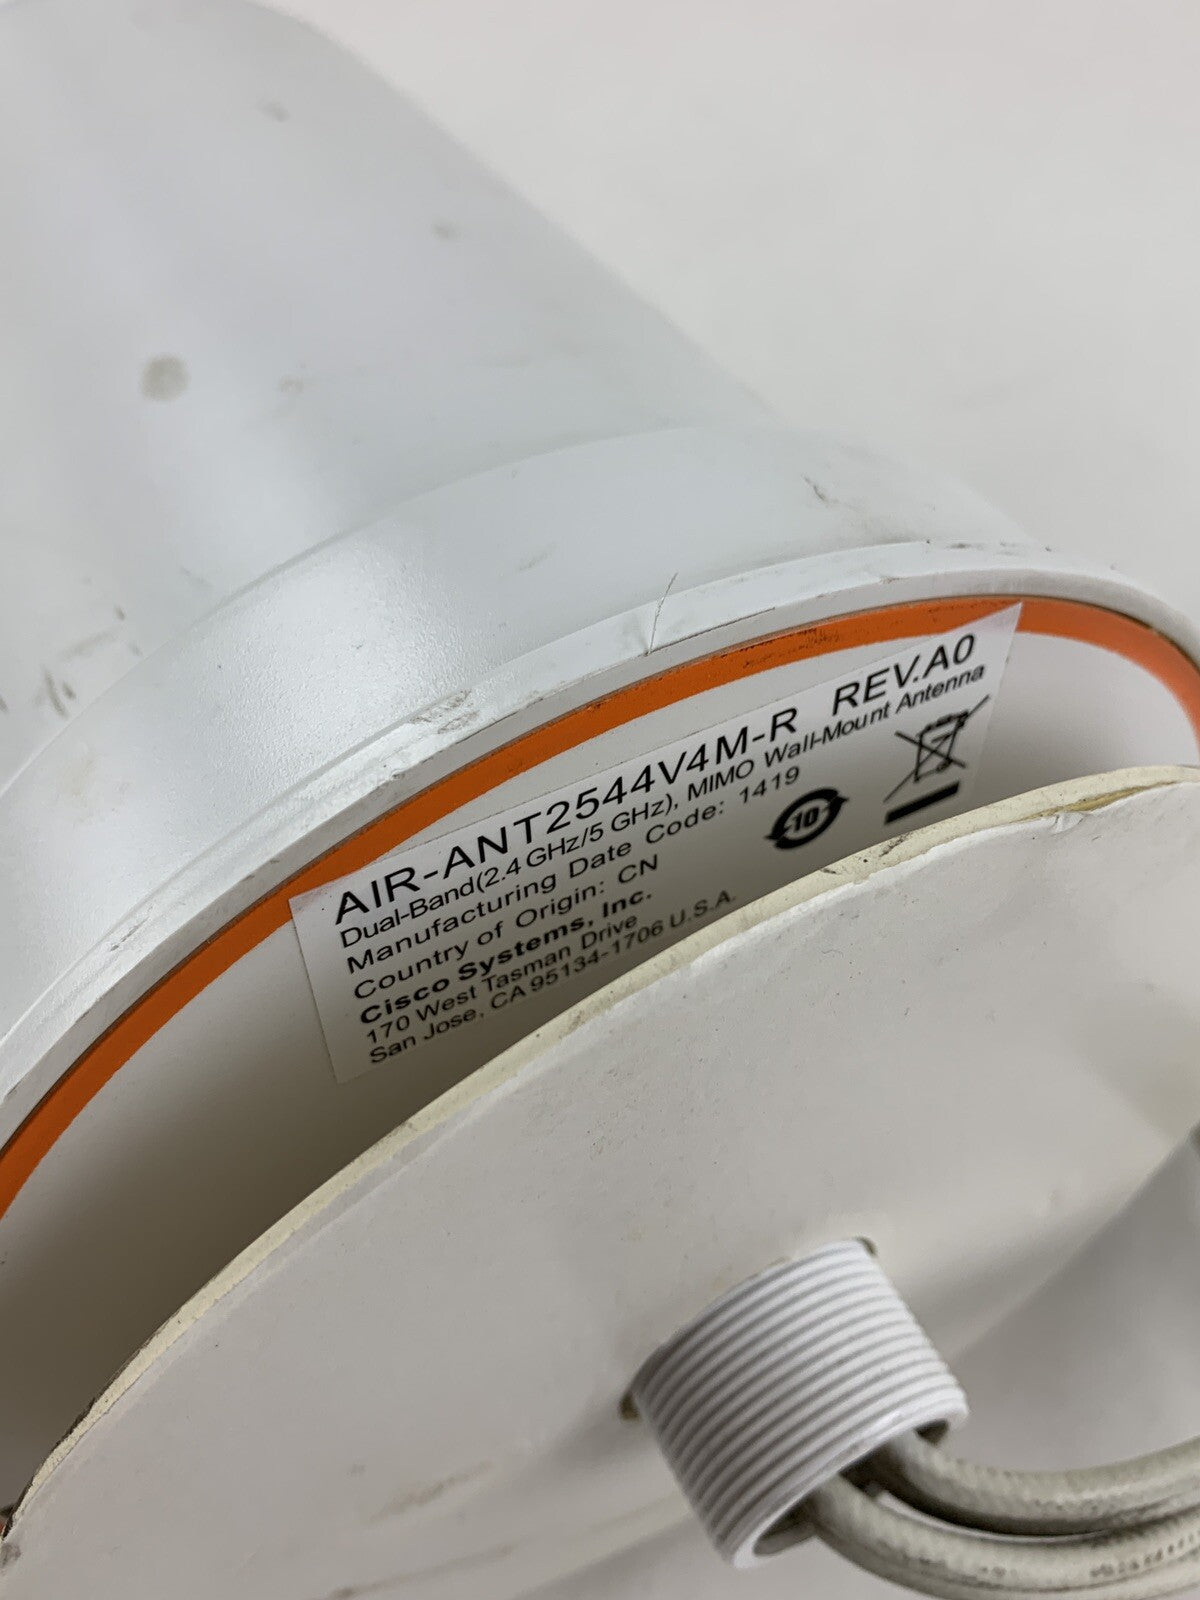 AIR-ANT2544V4M-R REV.A0
Dual-Band(2.4 GHz/5 GHz), MIMO Wall-Mount Antenna
Manufacturing Date Code: 1419
Country of Origin: CN
Cisco Systems, Inc.
170 West Tasman Drive
San Jose, CA 95134-1706 U.S.A.
10